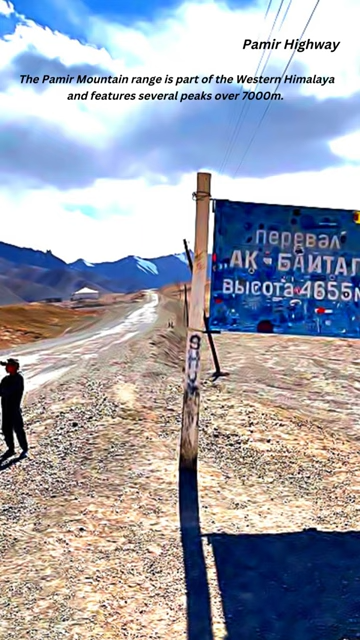 Pamir Highway
The Pamir Mountain range is part of the Western Himalaya
and features several peaks over 7000m.
перевал
АК-БАЙТАЛ
высота 4655м